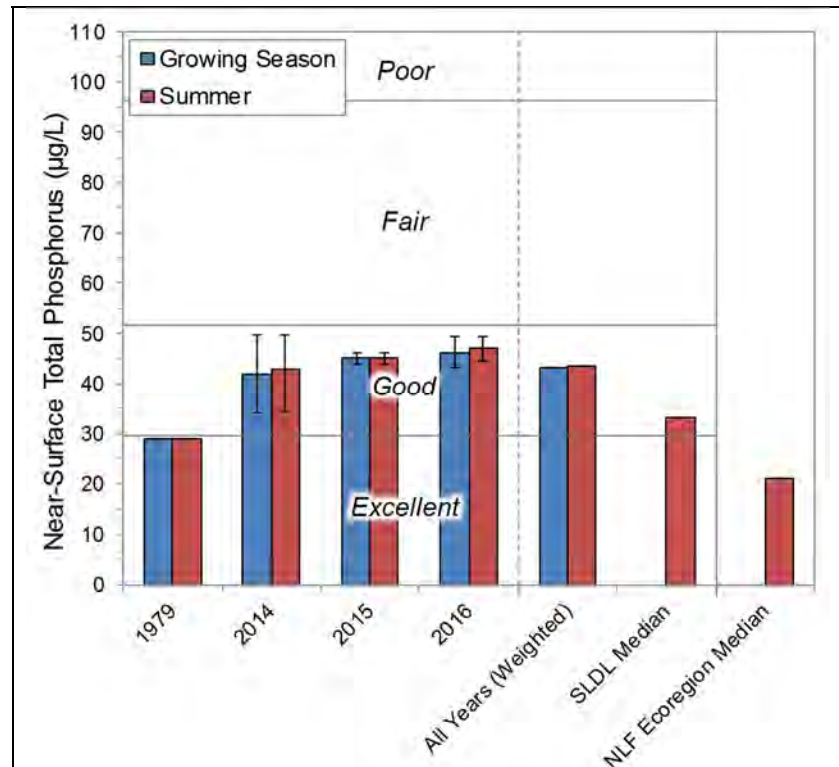 Near-Surface Total Phosphorus (µg/L)
110
100
90
80
70
60
50
40
30
20
10
0
Growing Season
Summer
Poor
Fair
Good
Excellent
1979
2014
2015
2016
All Years (Weighted)
SLDL Median
NLF Ecoregion Median